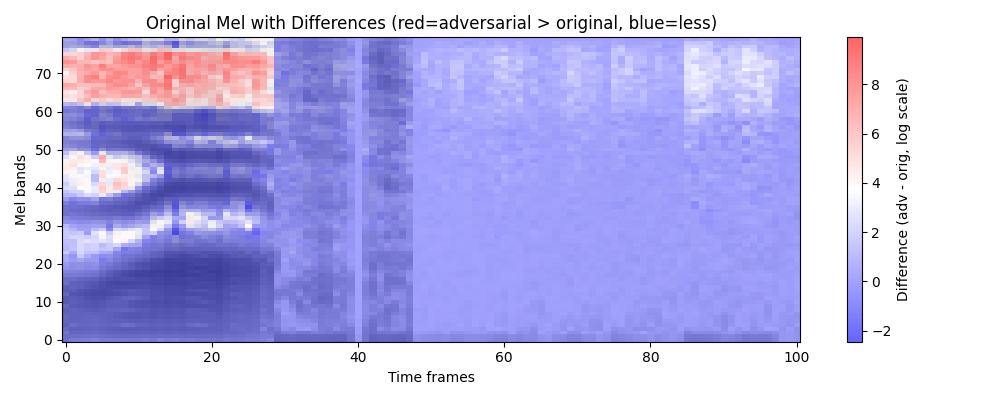 Original Mel with Differences (red=adversarial > original, blue=less)
Mel bands
70
60
50
40
30
20
10
0
0 20 40 60 80 100
Time frames
8
6
4
2
0
−2
Difference (adv - orig, log scale)